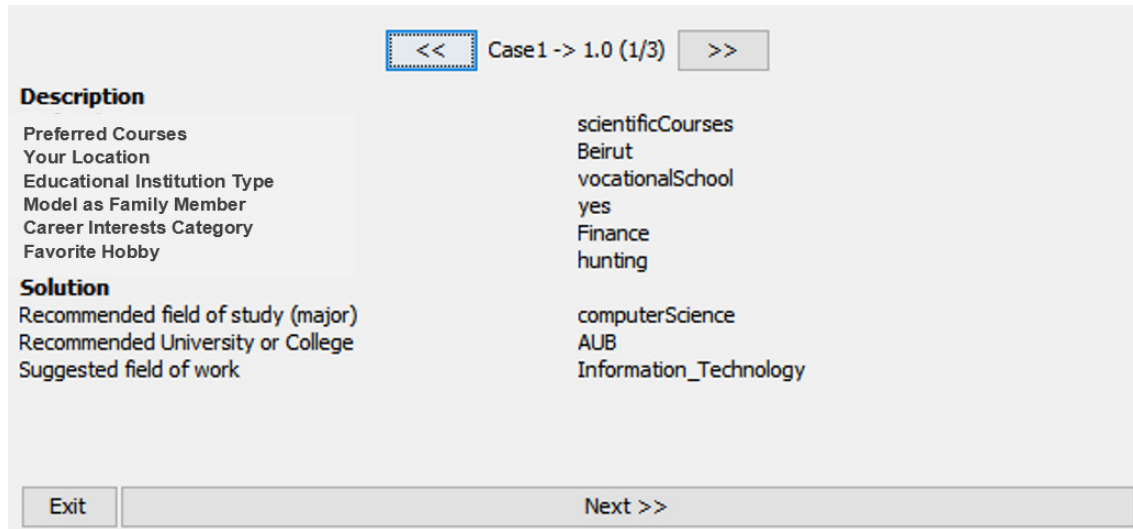 << Case1 -> 1.0 (1/3) >>
Description
Preferred Courses scientificCourses
Your Location Beirut
Educational Institution Type vocationalSchool
Model as Family Member yes
Career Interests Category Finance
Favorite Hobby hunting
Solution
Recommended field of study (major) computerScience
Recommended University or College AUB
Suggested field of work Information_Technology
Exit Next >>